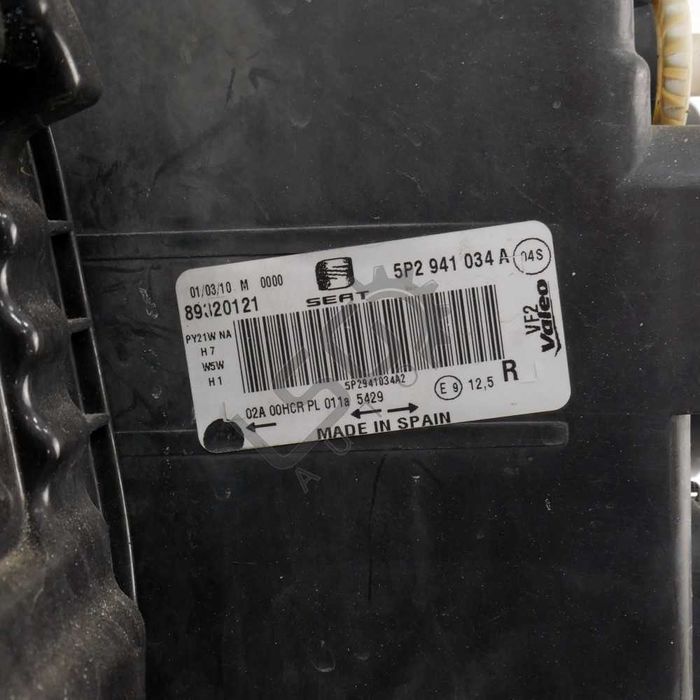 01/03/10 M 0000
89320121
SEAT
5P2 941 034 A
04S
PY21W NA
H7
W5W
H1
5P2941034A2
VF2
Valeo
02A 00HCR PL 011a 5429
E 9 12,5 R
MADE IN SPAIN